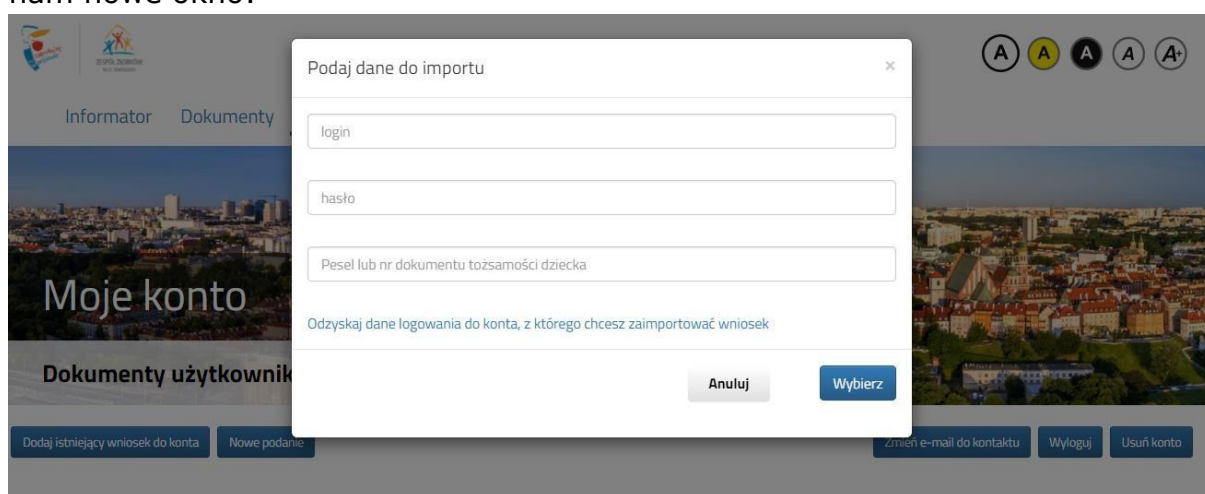 nam nowe okno:
ZESPÓŁ ŻŁOBKÓW
Podaj dane do importu
×
A A A A A+
Informator Dokumenty
login
hasło
Pesel lub nr dokumentu tożsamości dziecka
Moje konto
Odzyskaj dane logowania do konta, z którego chcesz zaimportować wniosek
Dokumenty użytkownik
Anuluj Wybierz
Dodaj istniejący wniosek do konta Nowe podanie Zmień e-mail do kontaktu Wyloguj Usuń konto